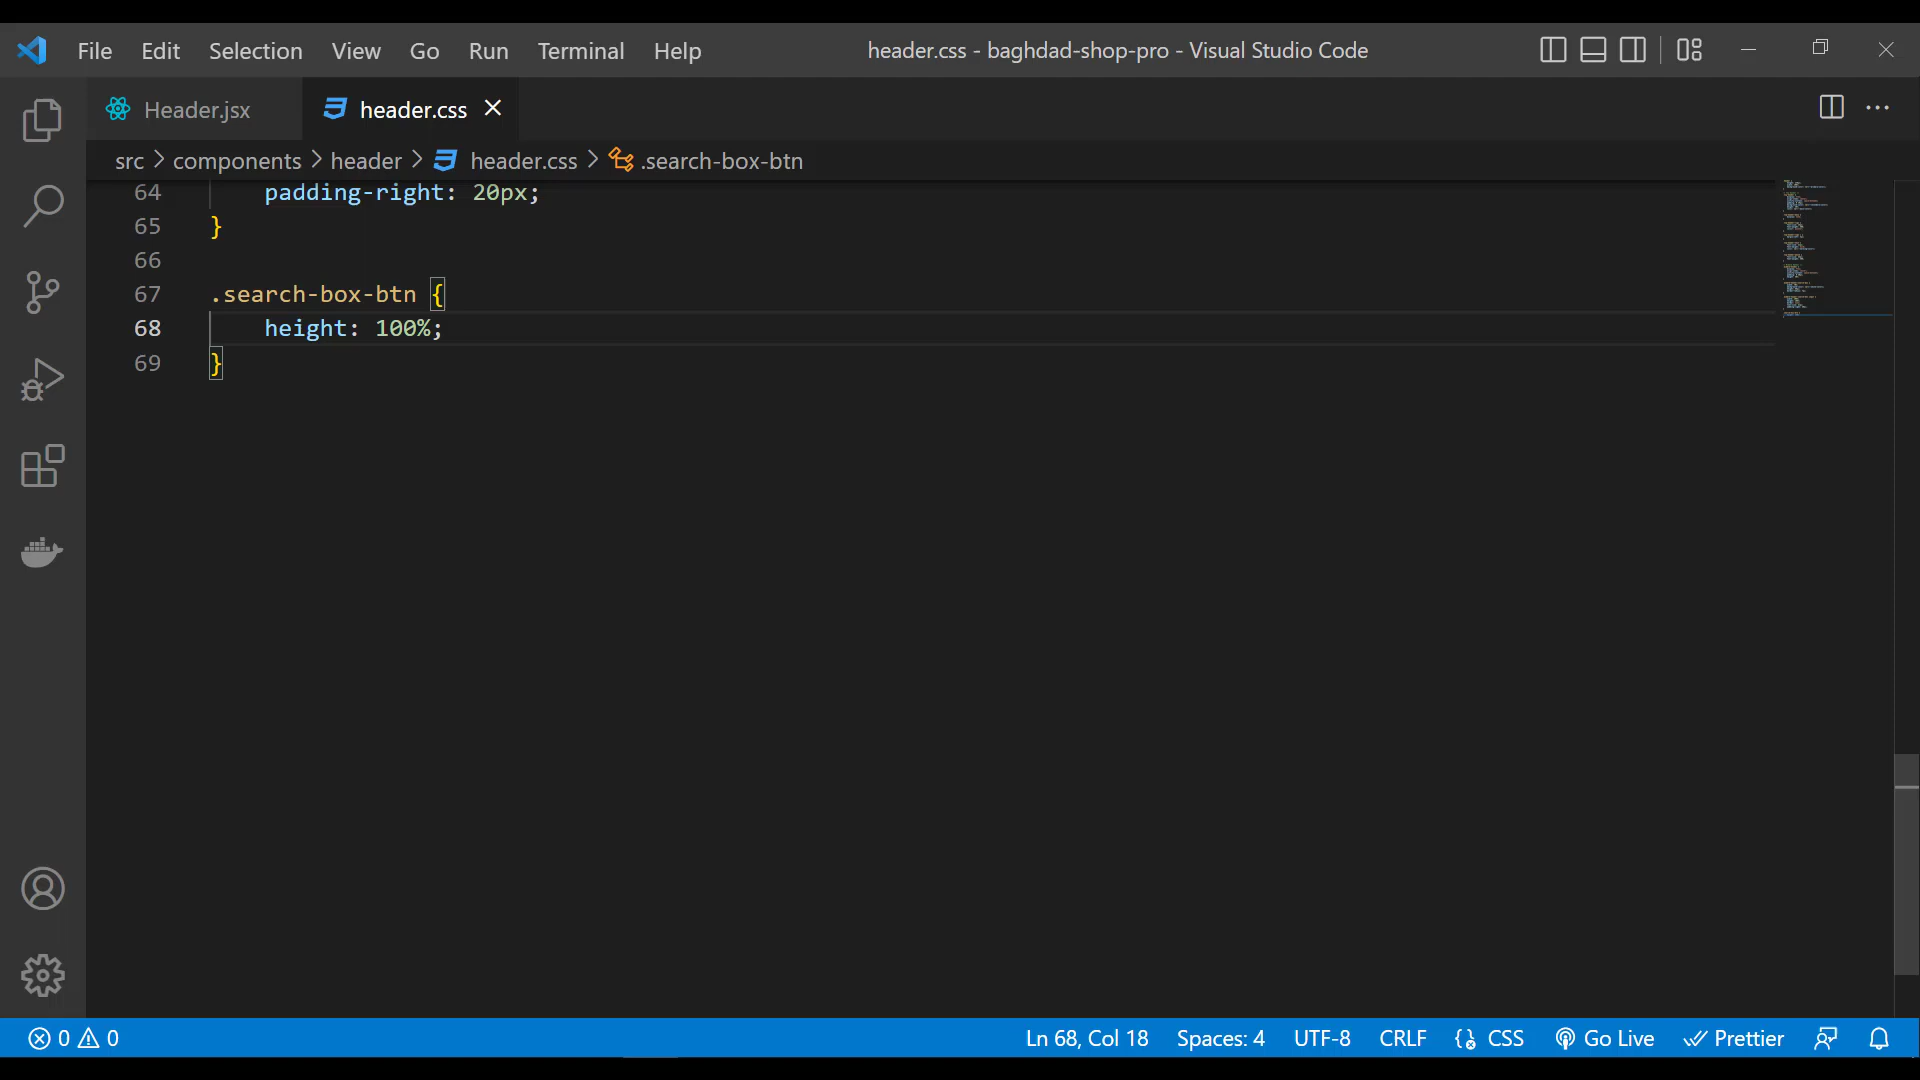 File Edit Selection View Go Run Terminal Help header.css - baghdad-shop-pro - Visual Studio Code
Header.jsx header.css
src > components > header > header.css > .search-box-btn
64 padding-right: 20px;
65 }
66
67 .search-box-btn {
68 height: 100%;
69 }
0 0 Ln 68, Col 18 Spaces: 4 UTF-8 CRLF CSS Go Live Prettier